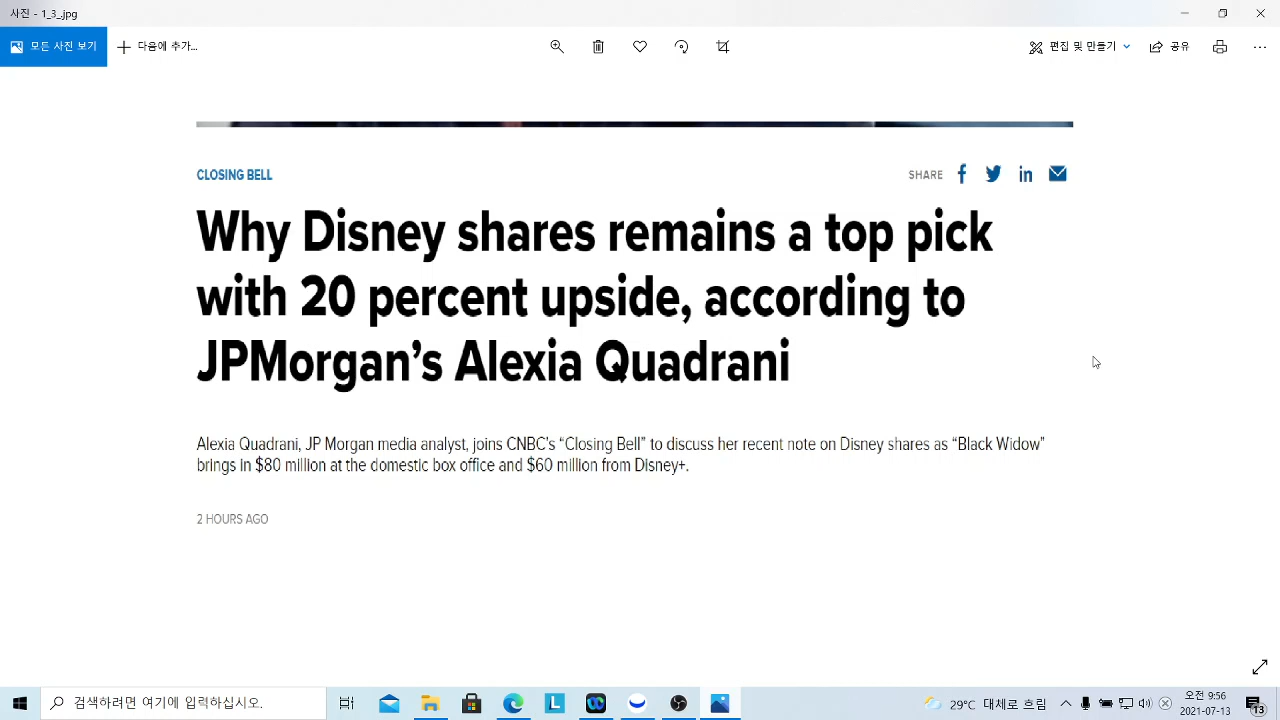 사진 - 1_3_jpg
모든 사진 보기
다음에 추가...
편집 및 만들기
공유
CLOSING BELL
SHARE
Why Disney shares remains a top pick
with 20 percent upside, according to
JPMorgan’s Alexia Quadrani
Alexia Quadrani, JP Morgan media analyst, joins CNBC’s “Closing Bell” to discuss her recent note on Disney shares as “Black Widow”
brings in $80 million at the domestic box office and $60 million from Disney+.
2 HOURS AGO
검색하려면 여기에 입력하십시오.
29°C 대체로 흐림
오전 9:56
2021-07-13
13